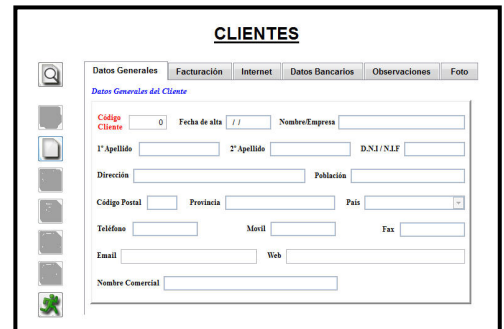 CLIENTES
Datos Generales Facturación Internet Datos Bancarios Observaciones Foto
Datos Generales del Cliente
Código Cliente 0 Fecha de alta / / Nombre/Empresa
1º Apellido 2º Apellido D.N.I / N.I.F
Dirección Población
Código Postal Provincia País
Teléfono Movil Fax
Email Web
Nombre Comercial